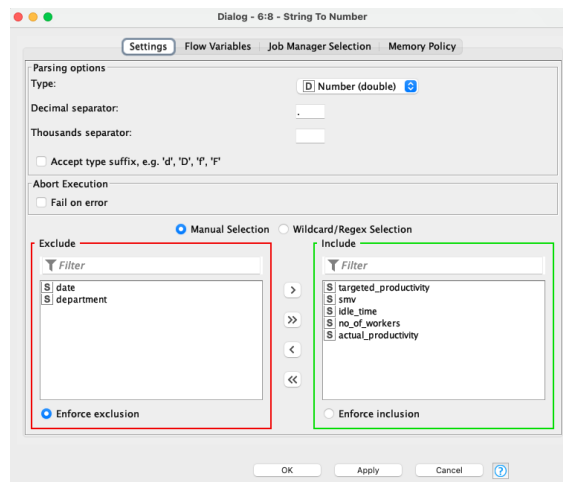 Dialog - 6:8 - String To Number
Settings Flow Variables Job Manager Selection Memory Policy
Parsing options
Type: D Number (double)
Decimal separator: .
Thousands separator:
Accept type suffix, e.g. 'd', 'D', 'f', 'F'
Abort Execution
Fail on error
Manual Selection Wildcard/Regex Selection
Exclude
Filter
S date
S department
Enforce exclusion
>
>>
<
<<
Include
Filter
S targeted_productivity
S smv
S idle_time
S no_of_workers
S actual_productivity
Enforce inclusion
OK Apply Cancel ?